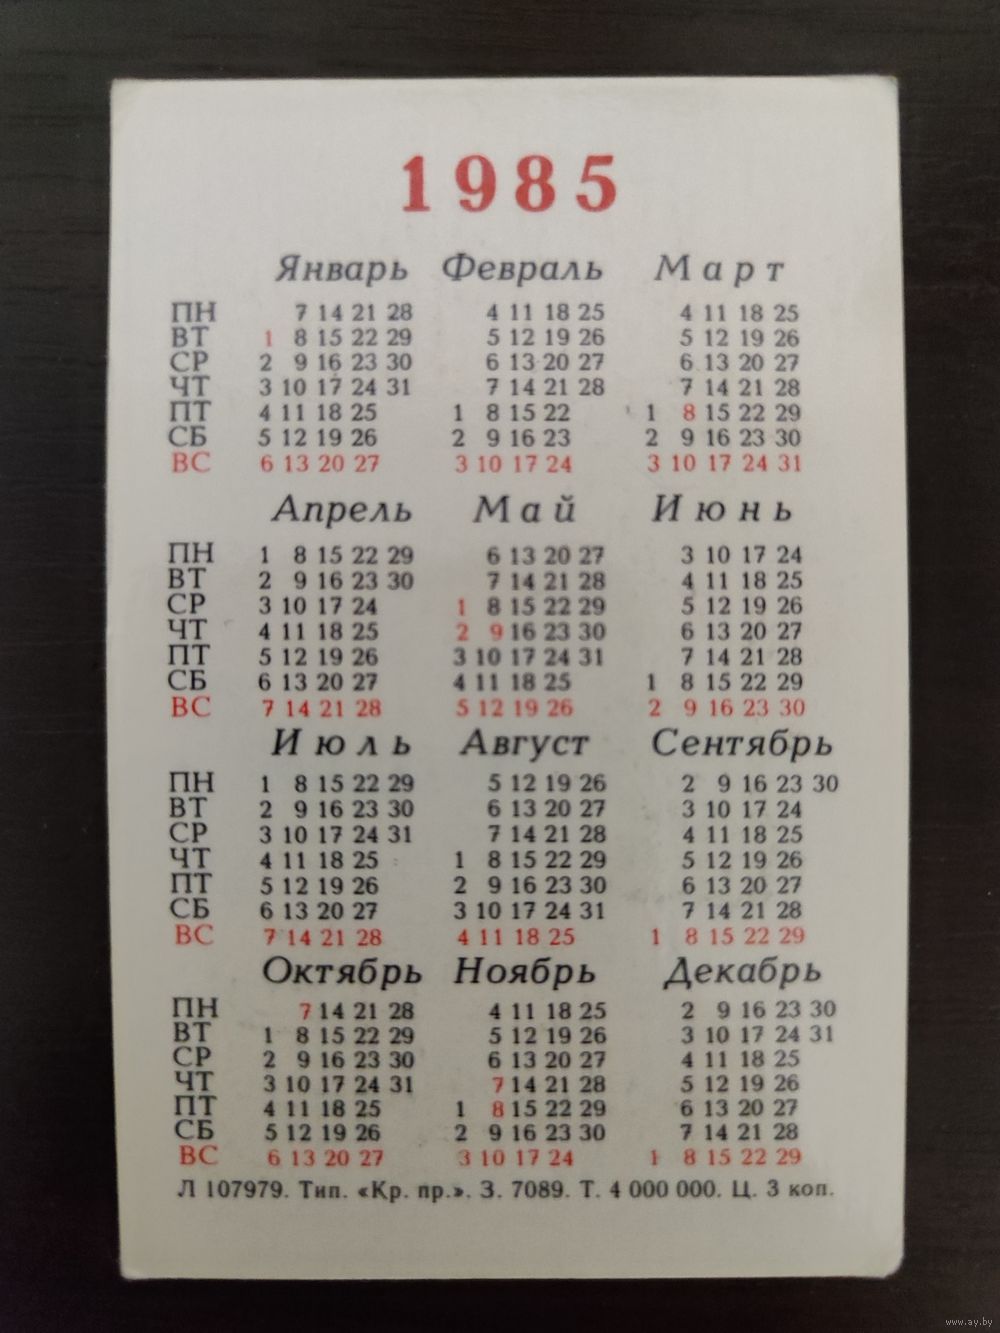 1985
Январь Февраль Март
ПН 7 14 21 28 4 11 18 25 4 11 18 25
ВТ 1 8 15 22 29 5 12 19 26 5 12 19 26
СР 2 9 16 23 30 6 13 20 27 6 13 20 27
ЧТ 3 10 17 24 31 7 14 21 28 7 14 21 28
ПТ 4 11 18 25 1 8 15 22 1 8 15 22 29
СБ 5 12 19 26 2 9 16 23 2 9 16 23 30
ВС 6 13 20 27 3 10 17 24 3 10 17 24 31
Апрель Май Июнь
ПН 1 8 15 22 29 6 13 20 27 3 10 17 24
ВТ 2 9 16 23 30 7 14 21 28 4 11 18 25
СР 3 10 17 24 1 8 15 22 29 5 12 19 26
ЧТ 4 11 18 25 2 9 16 23 30 6 13 20 27
ПТ 5 12 19 26 3 10 17 24 31 7 14 21 28
СБ 6 13 20 27 4 11 18 25 1 8 15 22 29
ВС 7 14 21 28 5 12 19 26 2 9 16 23 30
Июль Август Сентябрь
ПН 1 8 15 22 29 5 12 19 26 2 9 16 23 30
ВТ 2 9 16 23 30 6 13 20 27 3 10 17 24
СР 3 10 17 24 31 7 14 21 28 4 11 18 25
ЧТ 4 11 18 25 1 8 15 22 29 5 12 19 26
ПТ 5 12 19 26 2 9 16 23 30 6 13 20 27
СБ 6 13 20 27 3 10 17 24 31 7 14 21 28
ВС 7 14 21 28 4 11 18 25 1 8 15 22 29
Октябрь Ноябрь Декабрь
ПН 7 14 21 28 4 11 18 25 2 9 16 23 30
ВТ 1 8 15 22 29 5 12 19 26 3 10 17 24 31
СР 2 9 16 23 30 6 13 20 27 4 11 18 25
ЧТ 3 10 17 24 31 7 14 21 28 5 12 19 26
ПТ 4 11 18 25 1 8 15 22 29 6 13 20 27
СБ 5 12 19 26 2 9 16 23 30 7 14 21 28
ВС 6 13 20 27 3 10 17 24 1 8 15 22 29
Л 107979. Тип. «Кр. пр.». З. 7089. Т. 4 000 000. Ц. 3 коп.
www.ay.by